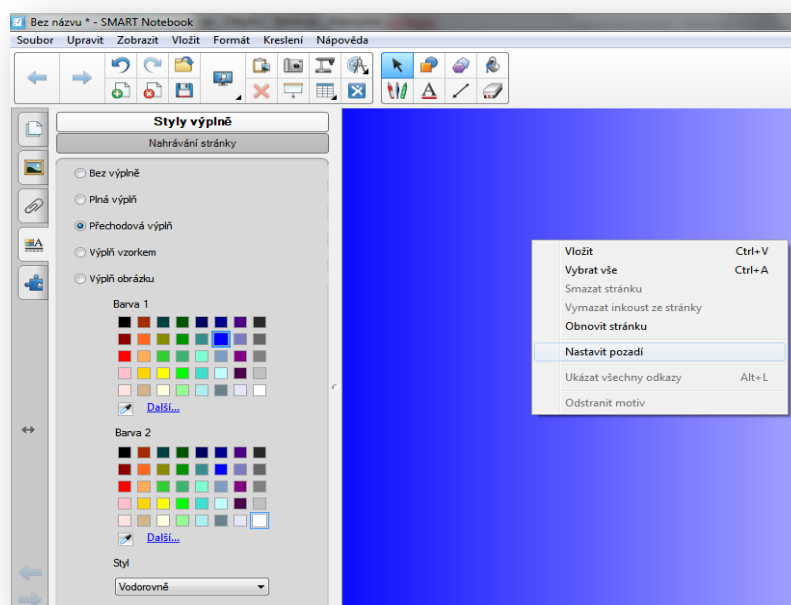 Bez názvu * - SMART Notebook
Soubor Upravit Zobrazit Vložit Formát Kreslení Nápověda
Styly výplně
Nahrávání stránky
Bez výplně
Plná výplň
Přechodová výplň
Výplň vzorkem
Výplň obrázku
Barva 1
Další...
Barva 2
Další...
Styl
Vodorovně
Vložit Ctrl+V
Vybrat vše Ctrl+A
Smazat stránku
Vymazat inkoust ze stránky
Obnovit stránku
Nastavit pozadí
Ukázat všechny odkazy Alt+L
Odstranit motiv